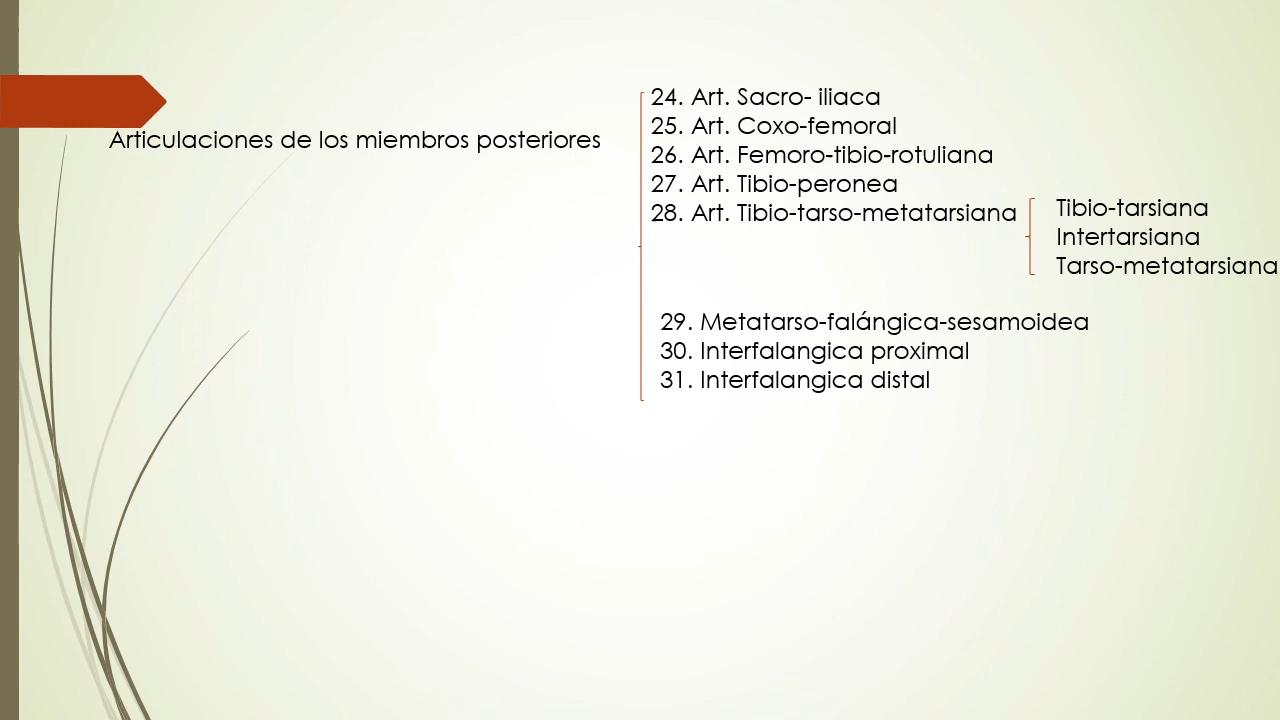 Articulaciones de los miembros posteriores
24. Art. Sacro- iliaca
25. Art. Coxo-femoral
26. Art. Femoro-tibio-rotuliana
27. Art. Tibio-peronea
28. Art. Tibio-tarso-metatarsiana
Tibio-tarsiana
Intertarsiana
Tarso-metatarsiana
29. Metatarso-falángica-sesamoidea
30. Interfalangica proximal
31. Interfalangica distal